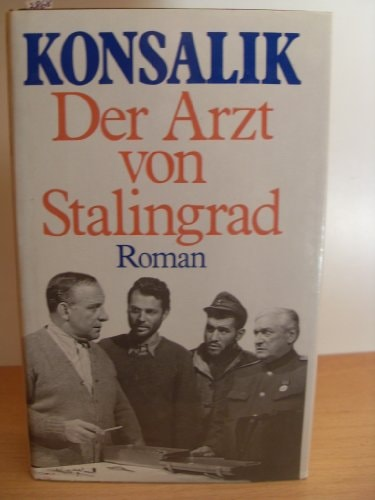 KONSALIK
Der Arzt
von
Stalingrad
Roman